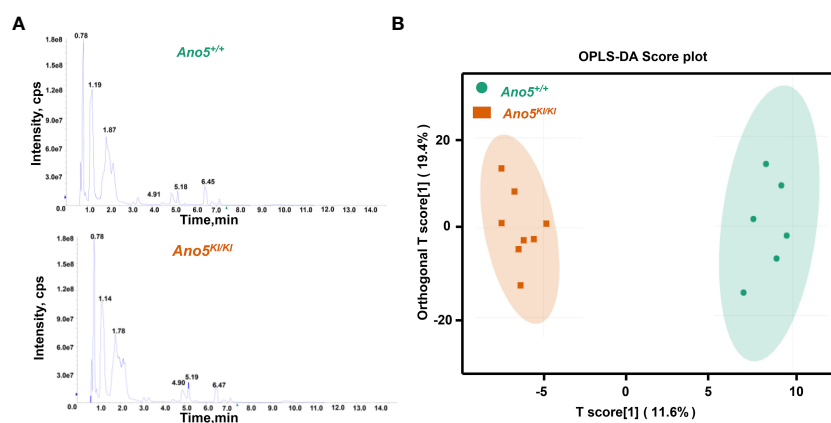 A
B
Ano5+/+
Intensity, cps
1.8e8
1.5e8
1.2e8
9.0e7
6.0e7
3.0e7
0.0
0.78
1.19
1.87
4.91
5.18
6.45
0.0 1.0 2.0 3.0 4.0 5.0 6.0 7.0 8.0 9.0 10.0 11.0 12.0 13.0 14.0
Time,min
Ano5KI/KI
Intensity, cps
1.8e8
1.5e8
1.2e8
9.0e7
6.0e7
3.0e7
0.0
0.78
1.14
1.78
4.90
5.19
6.47
0.0 1.0 2.0 3.0 4.0 5.0 6.0 7.0 8.0 9.0 10.0 11.0 12.0 13.0 14.0
Time,min
OPLS-DA Score plot
Ano5+/+
Ano5KI/KI
Orthogonal T score[1] ( 19.4%)
20
0
-20
-5 0 5 10
T score[1] ( 11.6%)